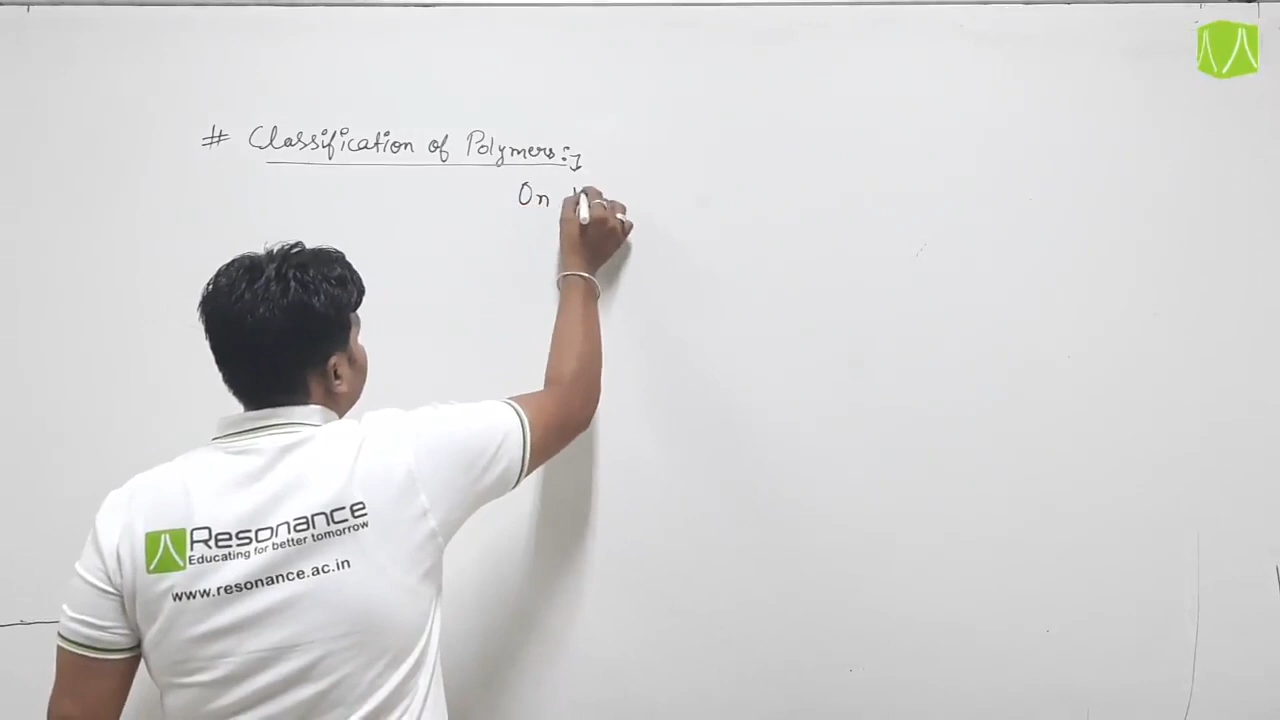 # Classification of Polymers:-
On
Resonance
Educating for better tomorrow
www.resonance.ac.in